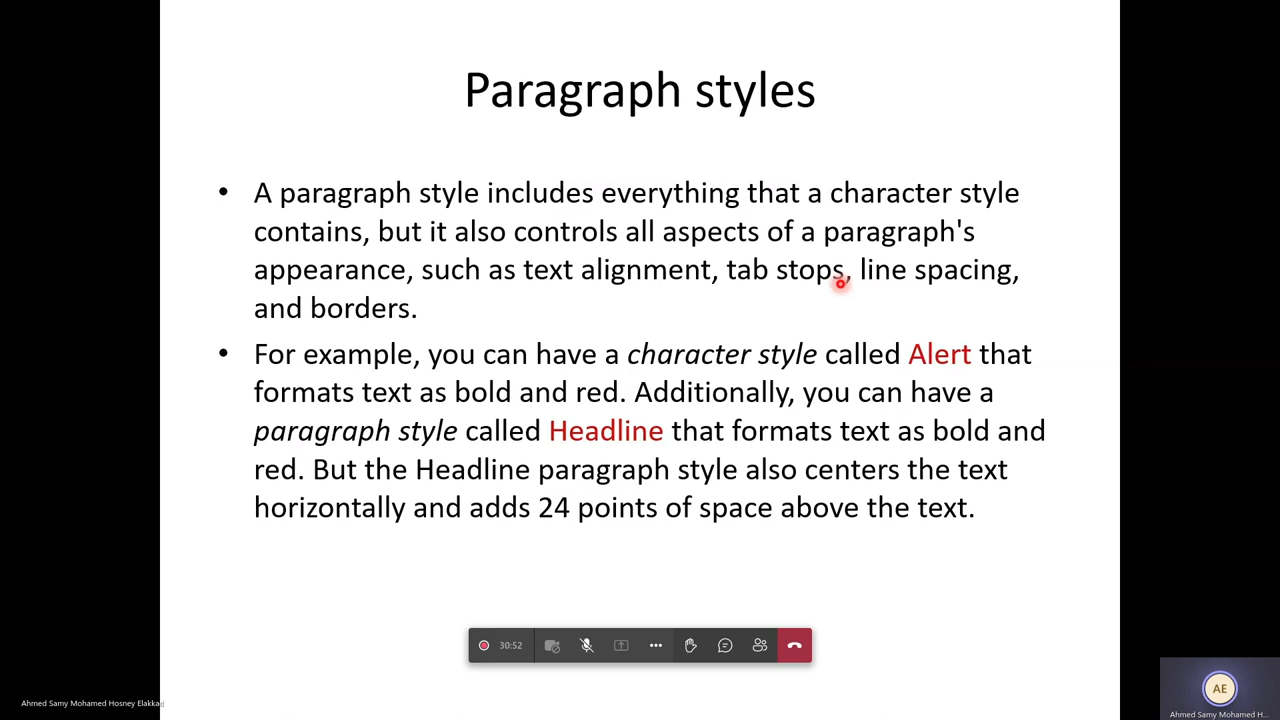 Paragraph styles
• A paragraph style includes everything that a character style
contains, but it also controls all aspects of a paragraph's
appearance, such as text alignment, tab stops, line spacing,
and borders.
• For example, you can have a character style called Alert that
formats text as bold and red. Additionally, you can have a
paragraph style called Headline that formats text as bold and
red. But the Headline paragraph style also centers the text
horizontally and adds 24 points of space above the text.
30:52
AE
Ahmed Samy Mohamed Hosney Elakkad
Ahmed Samy Mohamed H...